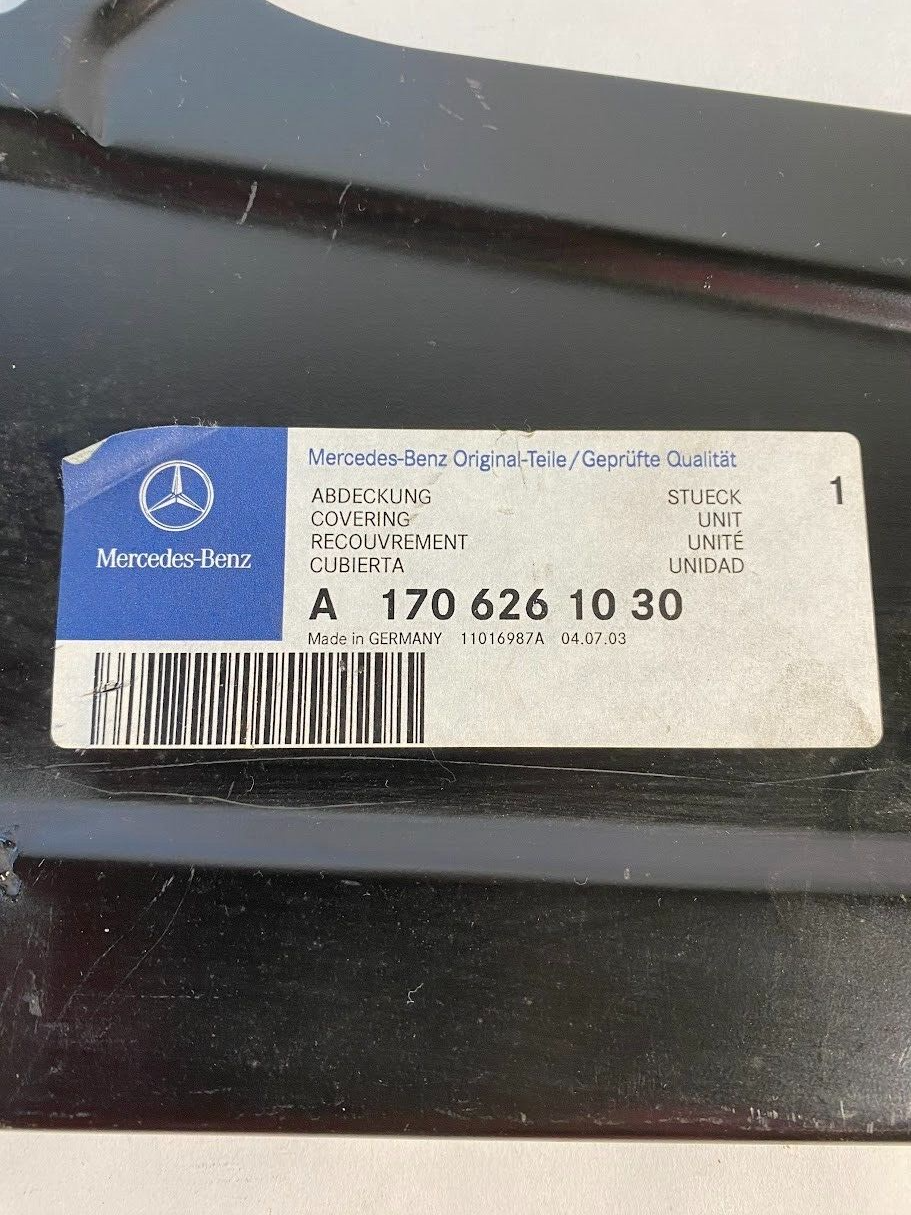 Mercedes-Benz Original-Teile/Geprüfte Qualität
ABDECKUNG STUECK 1
COVERING UNIT
RECOUVREMENT UNITÉ
CUBIERTA UNIDAD
Mercedes-Benz
A 170 626 10 30
Made in GERMANY 11016987A 04.07.03